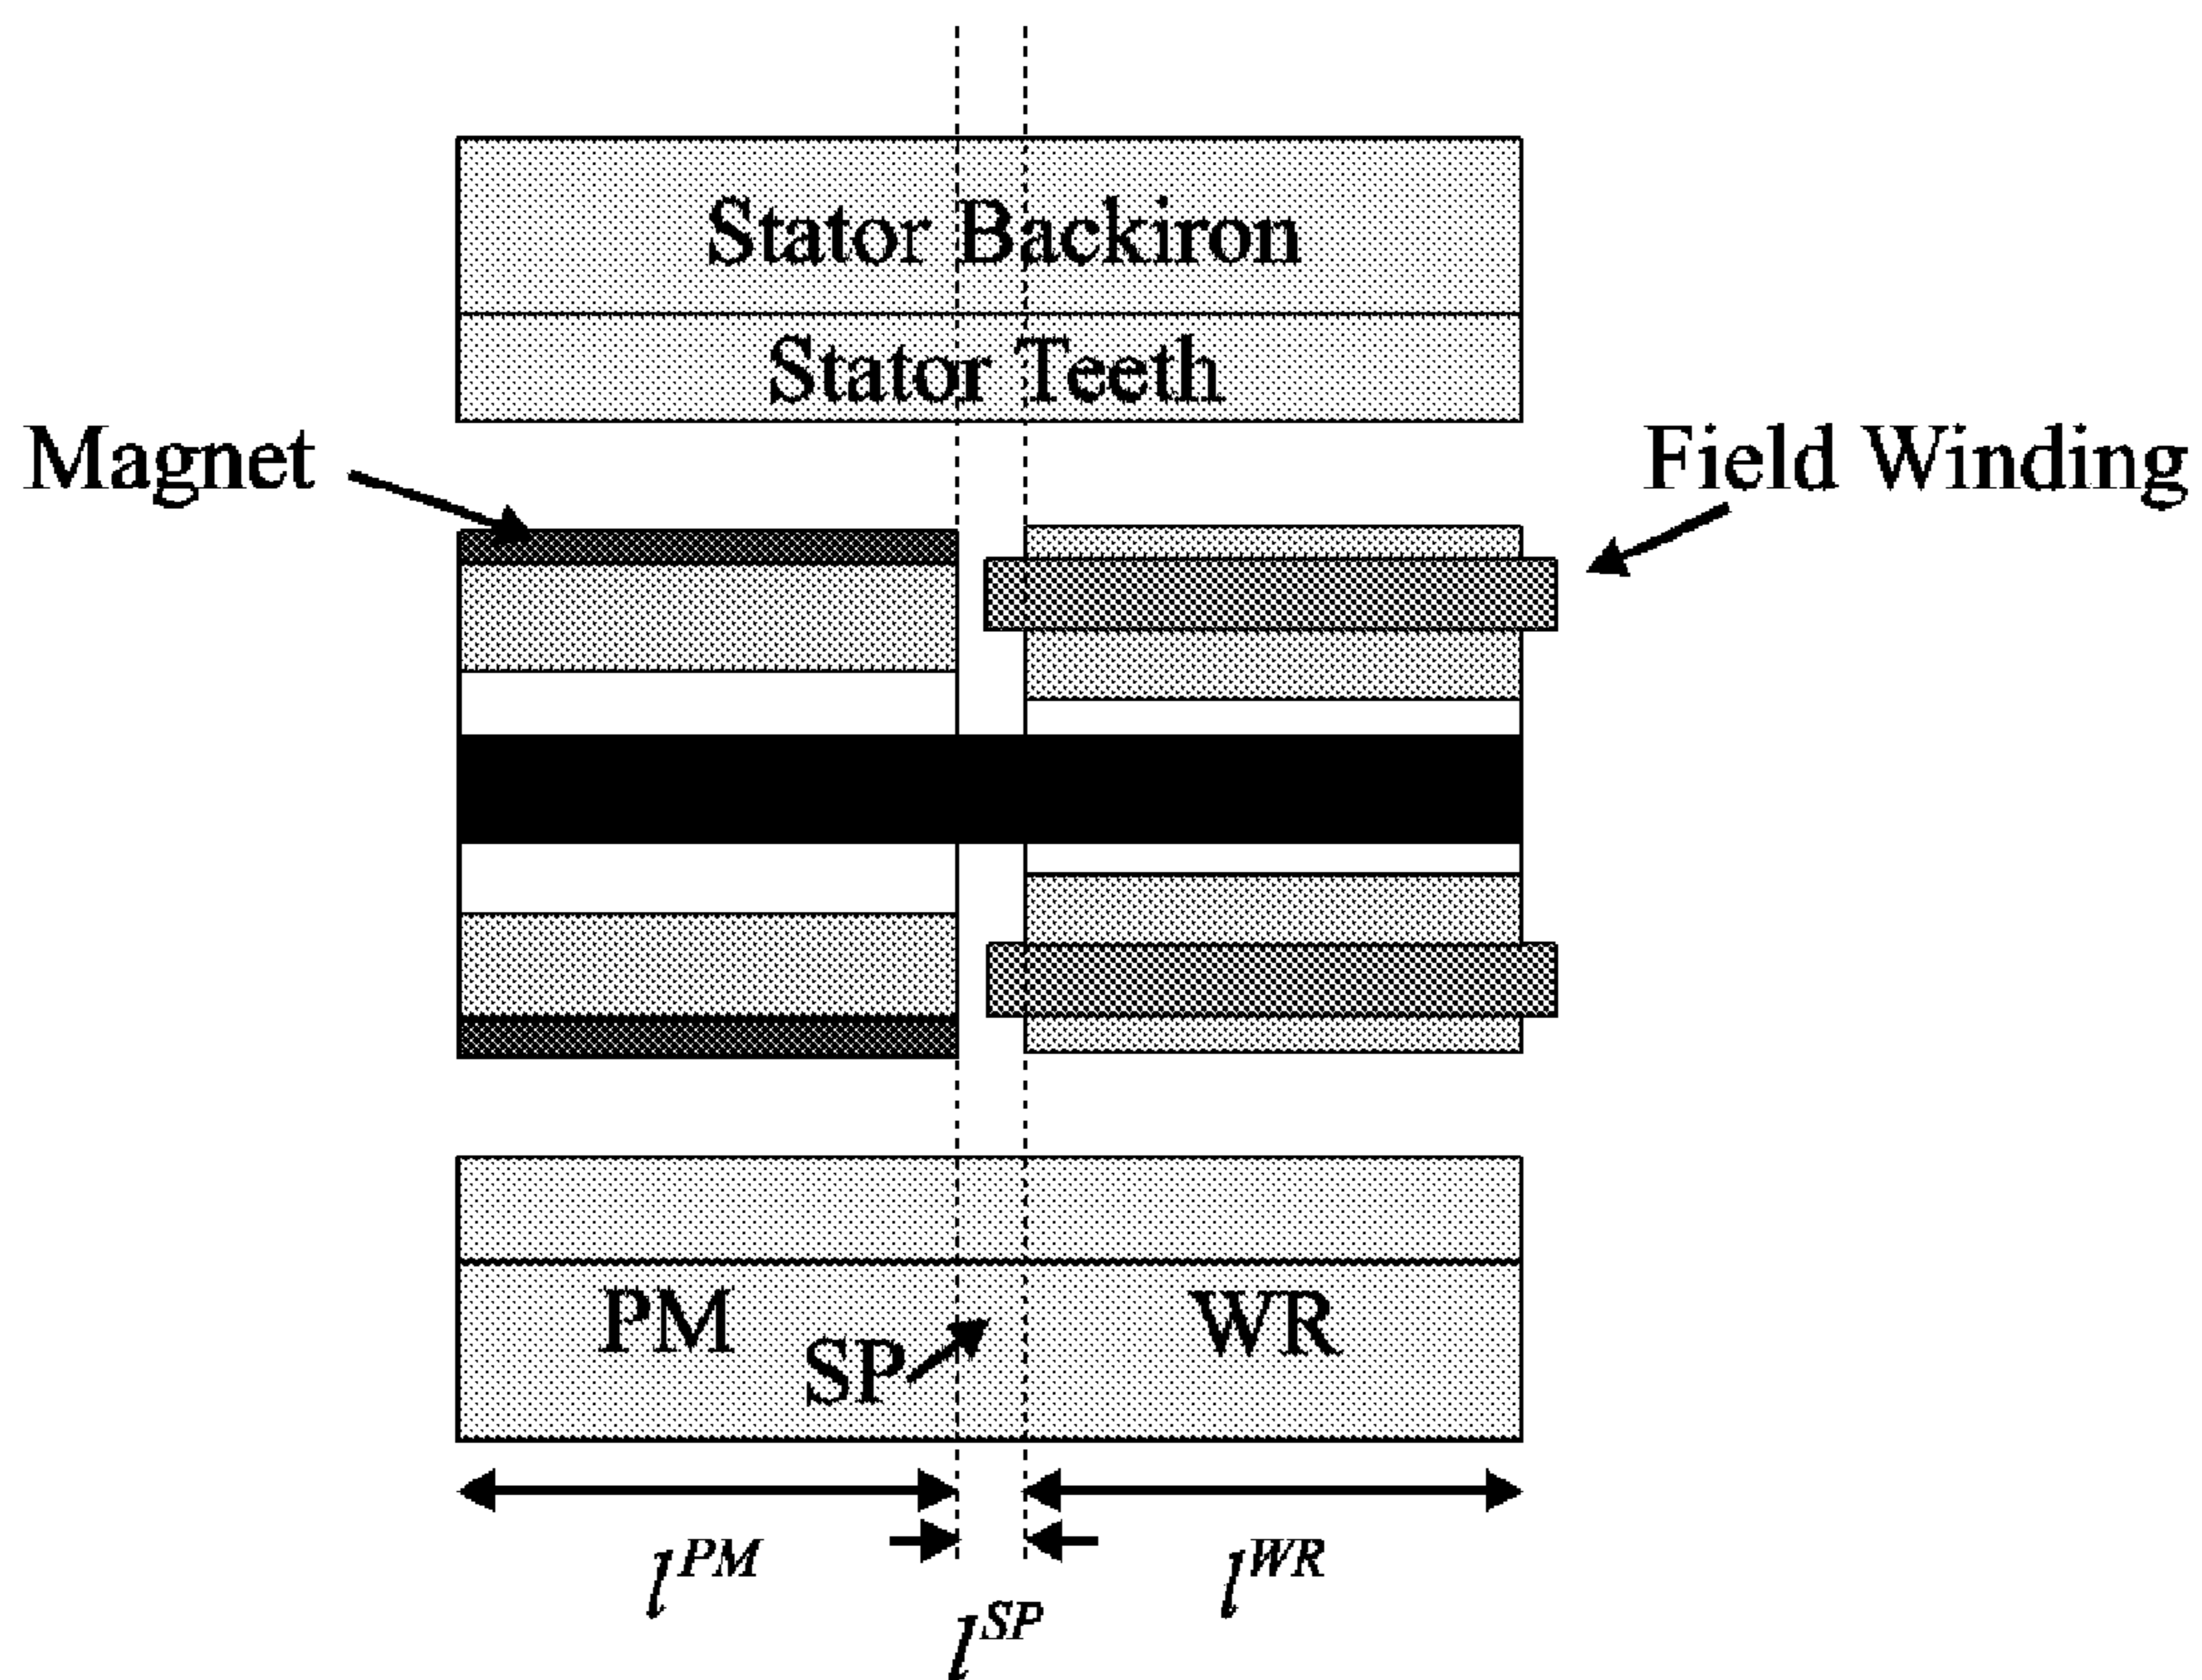 Stator Backiron
Stator Teeth
Magnet
Field Winding
PM
SP
WR
l^PM
l^SP
l^WR